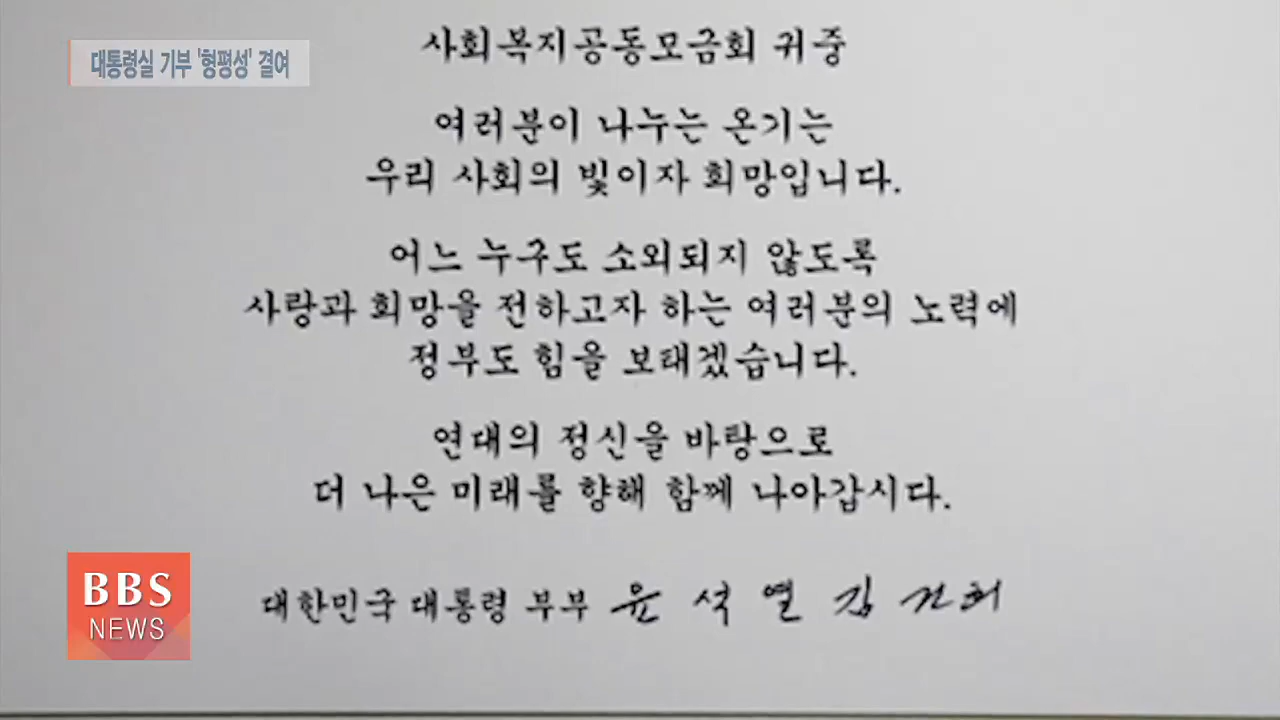 대통령실 기부 '형평성' 결여
사회복지공동모금회 귀중
여러분이 나누는 온기는
우리 사회의 빛이자 희망입니다.
어느 누구도 소외되지 않도록
사랑과 희망을 전하고자 하는 여러분의 노력에
정부도 힘을 보태겠습니다.
연대의 정신을 바탕으로
더 나은 미래를 향해 함께 나아갑시다.
대한민국 대통령 부부 윤 석 열 김 건희
BBS
NEWS